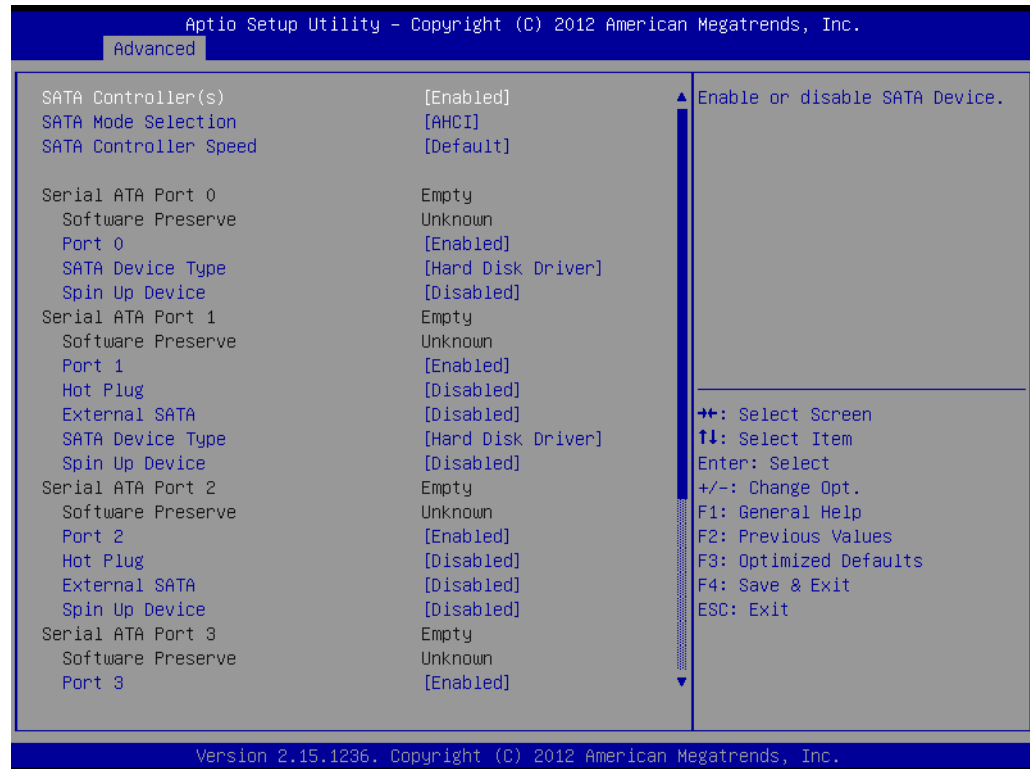 Aptio Setup Utility – Copyright (C) 2012 American Megatrends, Inc.
Advanced
SATA Controller(s) [Enabled]
SATA Mode Selection [AHCI]
SATA Controller Speed [Default]
Serial ATA Port 0 Empty
Software Preserve Unknown
Port 0 [Enabled]
SATA Device Type [Hard Disk Driver]
Spin Up Device [Disabled]
Serial ATA Port 1 Empty
Software Preserve Unknown
Port 1 [Enabled]
Hot Plug [Disabled]
External SATA [Disabled]
SATA Device Type [Hard Disk Driver]
Spin Up Device [Disabled]
Serial ATA Port 2 Empty
Software Preserve Unknown
Port 2 [Enabled]
Hot Plug [Disabled]
External SATA [Disabled]
Spin Up Device [Disabled]
Serial ATA Port 3 Empty
Software Preserve Unknown
Port 3 [Enabled]
Enable or disable SATA Device.
→←: Select Screen
↑↓: Select Item
Enter: Select
+/-: Change Opt.
F1: General Help
F2: Previous Values
F3: Optimized Defaults
F4: Save & Exit
ESC: Exit
Version 2.15.1236. Copyright (C) 2012 American Megatrends, Inc.